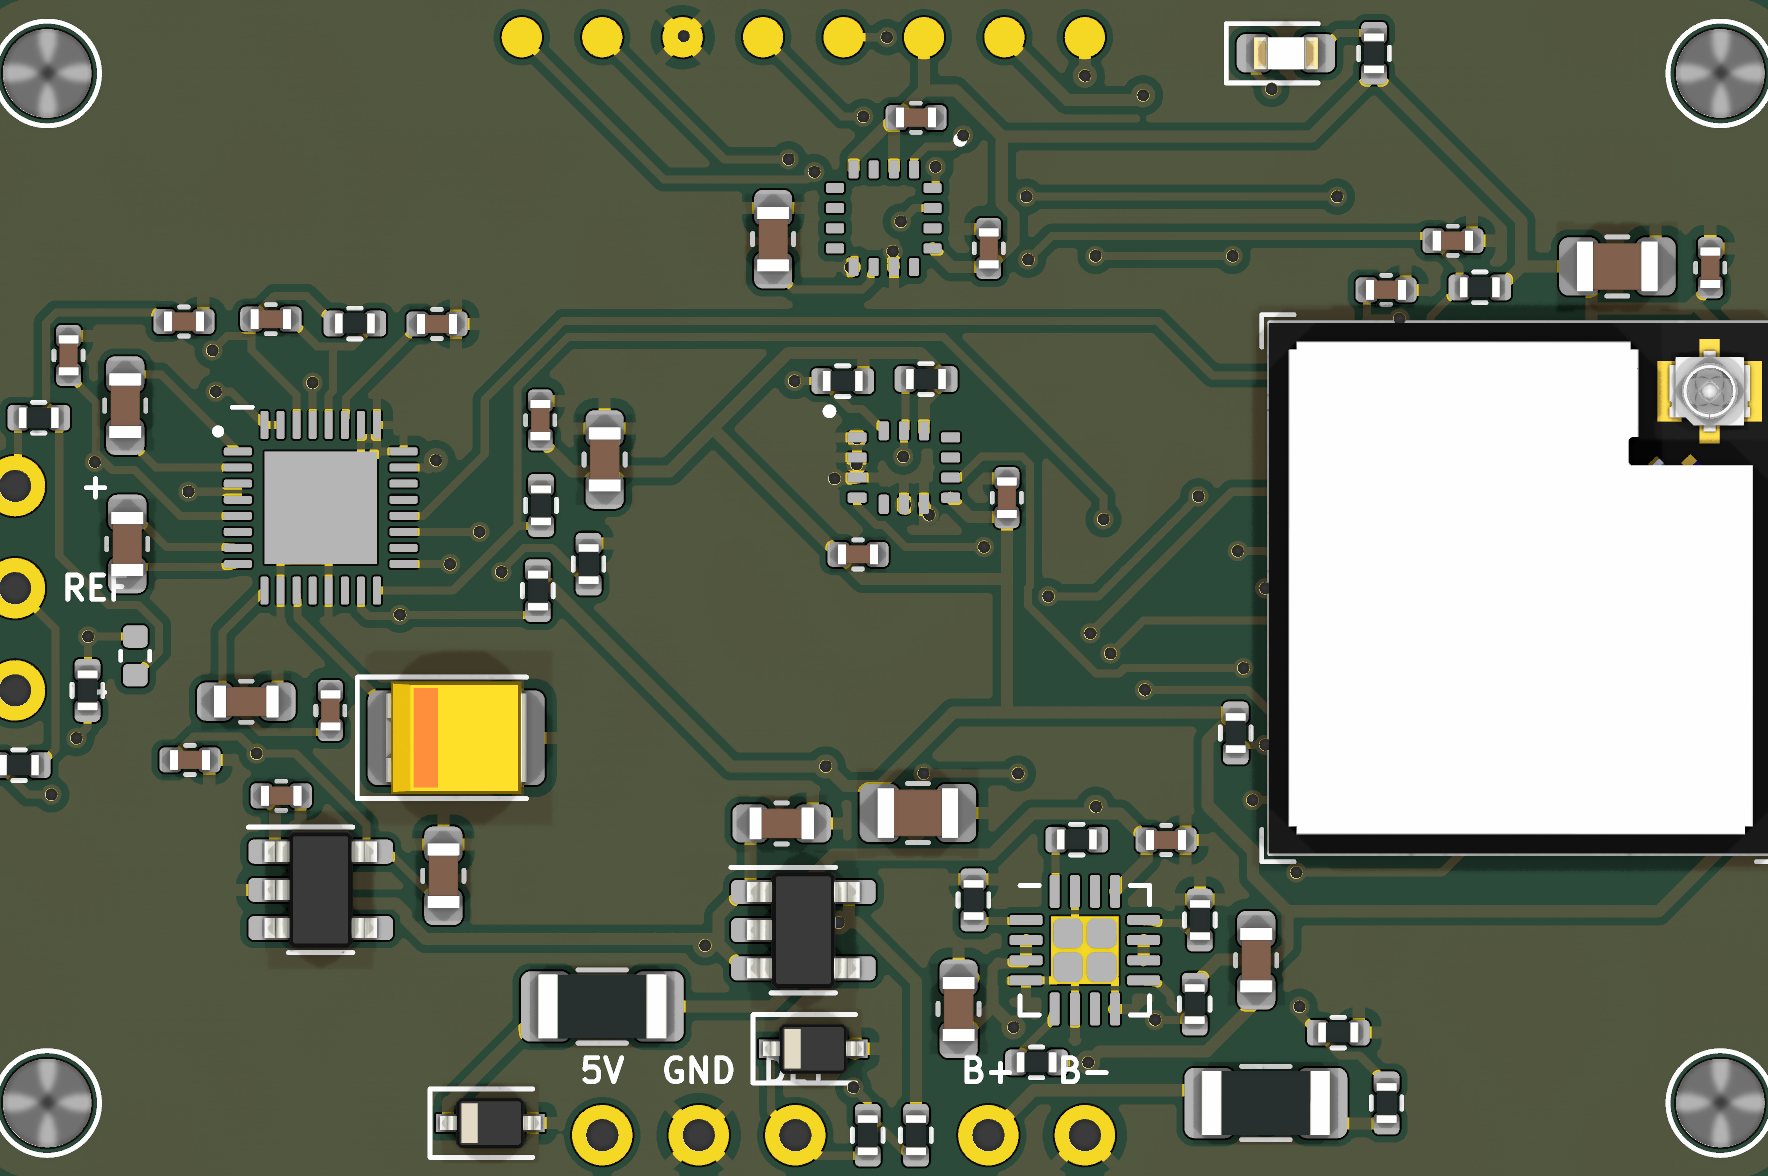 +
REF
5V GND
B+ - B-